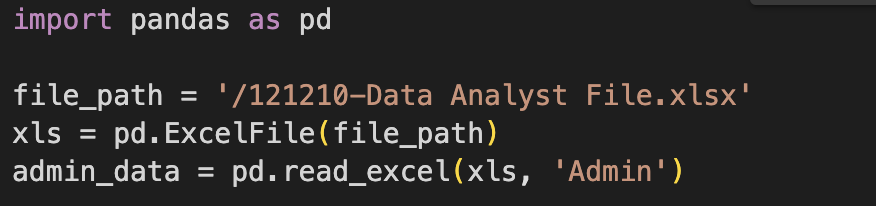 import pandas as pd
file_path = '/121210-Data Analyst File.xlsx'
xls = pd.ExcelFile(file_path)
admin_data = pd.read_excel(xls, 'Admin')